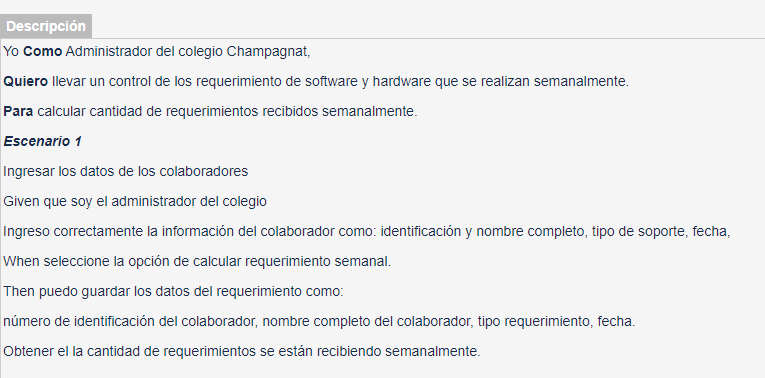 Descripción
Yo Como Administrador del colegio Champagnat,
Quiero llevar un control de los requerimiento de software y hardware que se realizan semanalmente.
Para calcular cantidad de requerimientos recibidos semanalmente.
Escenario 1
Ingresar los datos de los colaboradores
Given que soy el administrador del colegio
Ingreso correctamente la información del colaborador como: identificación y nombre completo, tipo de soporte, fecha,
When seleccione la opción de calcular requerimiento semanal.
Then puedo guardar los datos del requerimiento como:
número de identificación del colaborador, nombre completo del colaborador, tipo requerimiento, fecha.
Obtener el la cantidad de requerimientos se están recibiendo semanalmente.